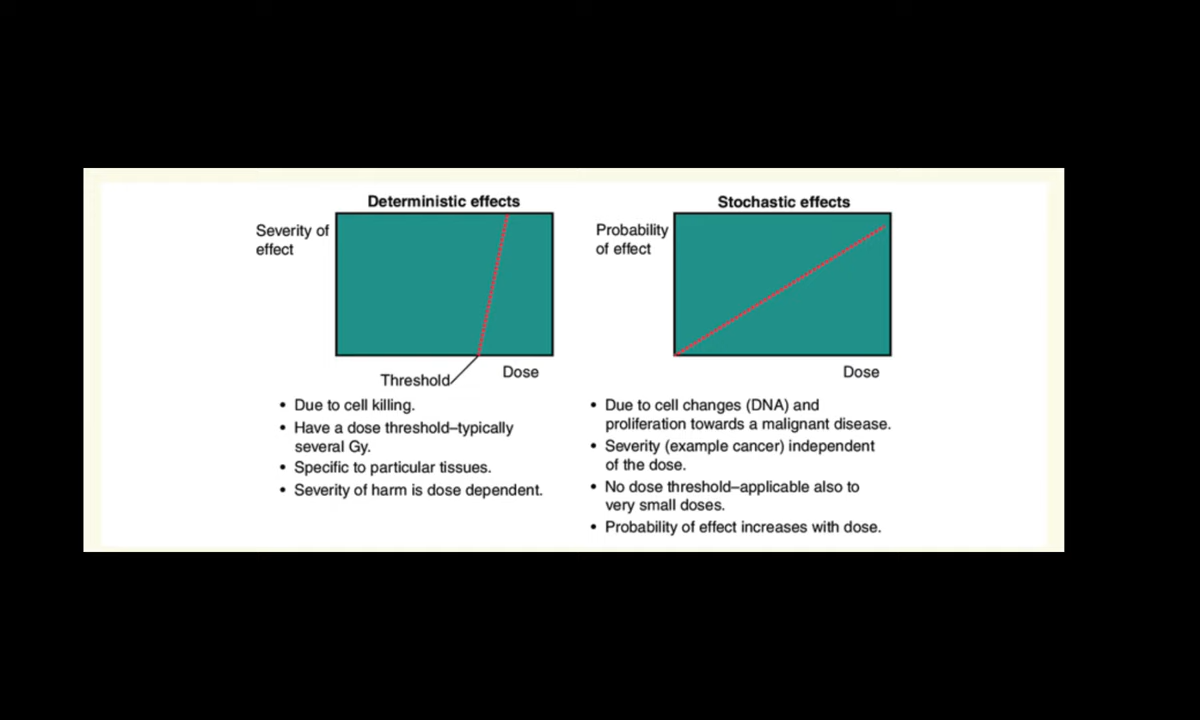 Deterministic effects
Severity of
effect
Threshold
Dose
• Due to cell killing.
• Have a dose threshold–typically
several Gy.
• Specific to particular tissues.
• Severity of harm is dose dependent.
Stochastic effects
Probability
of effect
Dose
• Due to cell changes (DNA) and
proliferation towards a malignant disease.
• Severity (example cancer) independent
of the dose.
• No dose threshold–applicable also to
very small doses.
• Probability of effect increases with dose.